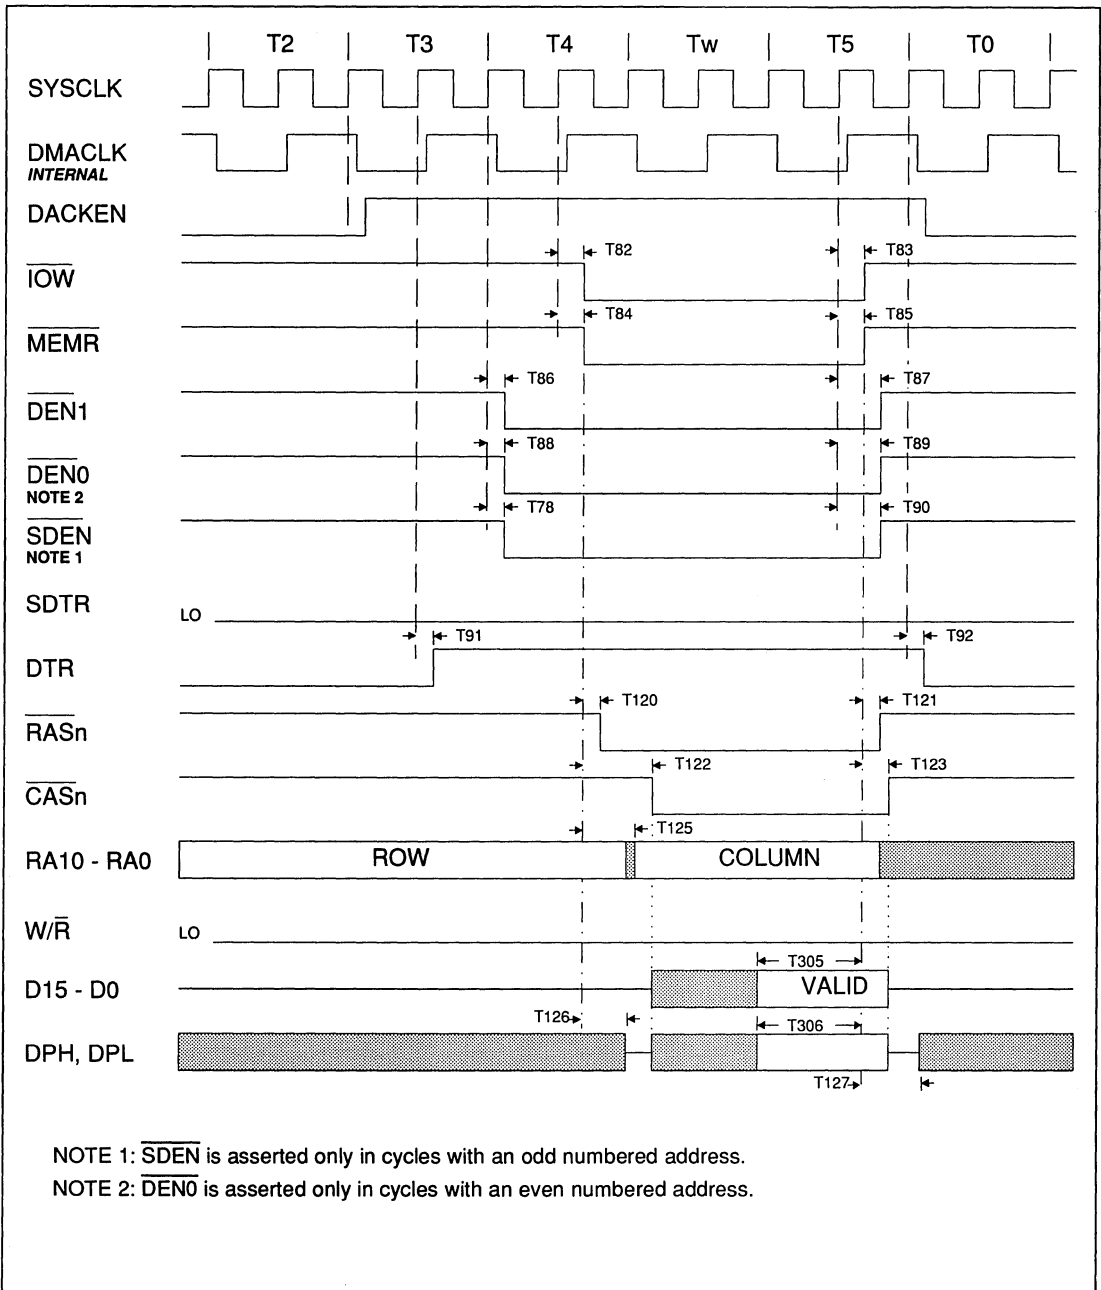 T2 T3 T4 Tw T5 T0
SYSCLK
DMACLK
INTERNAL
DACKEN
T82 T83
IOW
T84 T85
MEMR
T86 T87
DEN1
T88 T89
DEN0
NOTE 2
T78 T90
SDEN
NOTE 1
SDTR
LO
T91 T92
DTR
T120 T121
RASn
T122 T123
CASn
T125
RA10 - RA0 ROW COLUMN
W/R LO
T305
D15 - D0 VALID
T126 T306
DPH, DPL
T127
NOTE 1: SDEN is asserted only in cycles with an odd numbered address.
NOTE 2: DEN0 is asserted only in cycles with an even numbered address.